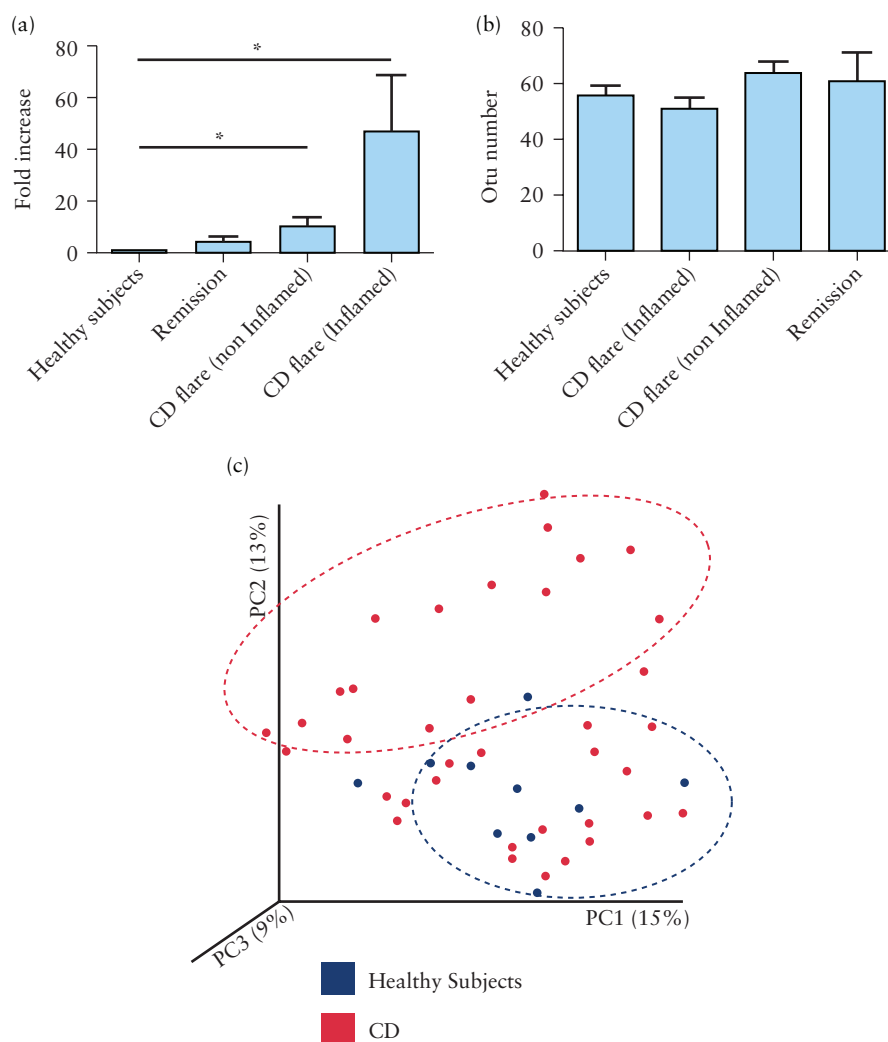 (a)
80
60
40
20
0
Fold increase
*
*
Healthy subjects
Remission
CD flare (non Inflamed)
CD flare (Inflamed)
(b)
80
60
40
20
0
Otu number
Healthy subjects
CD flare (Inflamed)
CD flare (non Inflamed)
Remission
(c)
PC2 (13%)
PC1 (15%)
PC3 (9%)
Healthy Subjects
CD